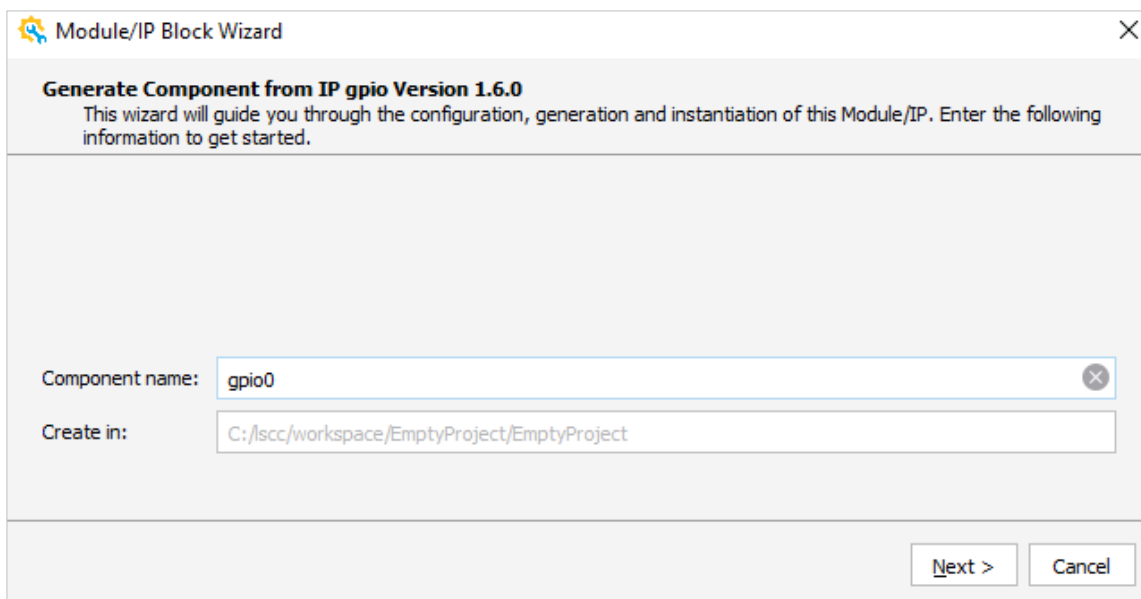 Module/IP Block Wizard
Generate Component from IP gpio Version 1.6.0
This wizard will guide you through the configuration, generation and instantiation of this Module/IP. Enter the following
information to get started.
Component name: gpio0
Create in: C:/lscc/workspace/EmptyProject/EmptyProject
Next > Cancel